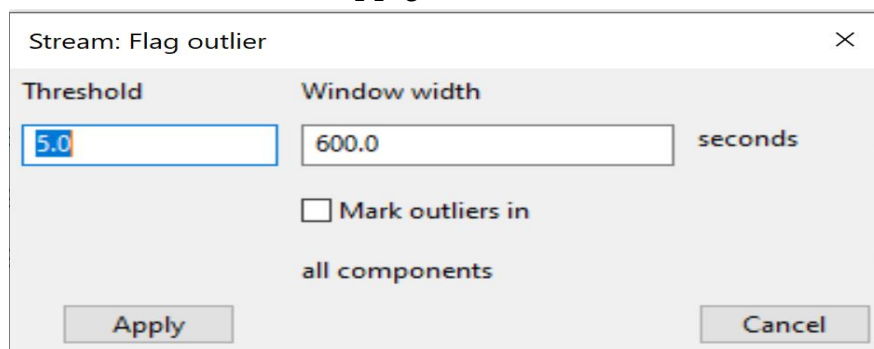 Stream: Flag outlier
Threshold Window width
5.0 600.0 seconds
Mark outliers in
all components
Apply Cancel